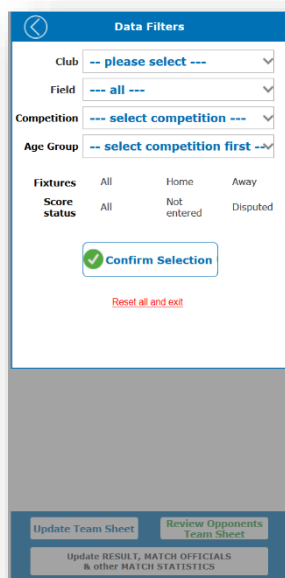 Data Filters
Club -- please select ---
Field --- all ---
Competition --- select competition ---
Age Group -- select competition first --
Fixtures All Home Away
Score status All Not entered Disputed
Confirm Selection
Reset all and exit
Update Team Sheet
Review Opponents
Team Sheet
Update RESULT, MATCH OFFICIALS
& other MATCH STATISTICS